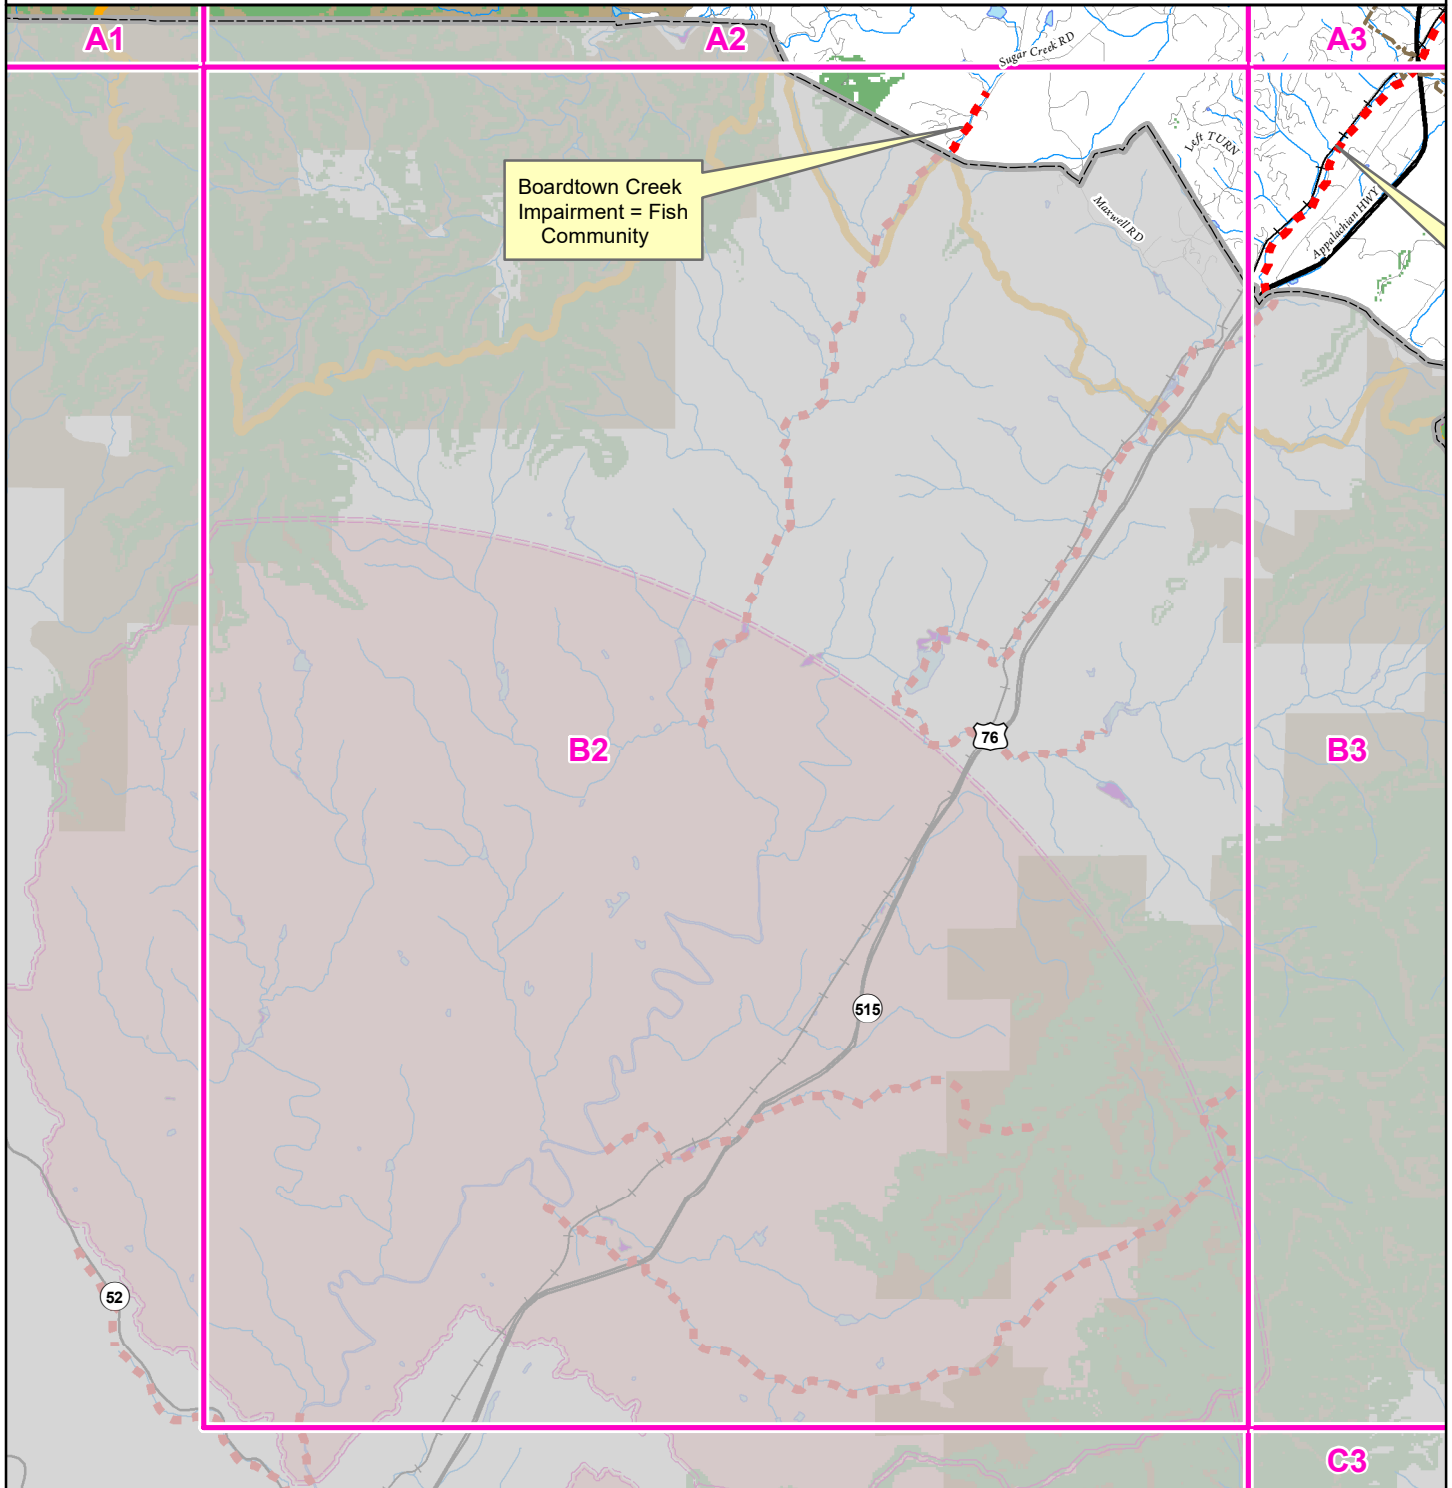 A1
A2
A3
Sugar Creek RD
Left TURN
Boardtown Creek
Impairment = Fish
Community
Maxwell RD
Appalachian HWY
B2
76
B3
515
52
C3